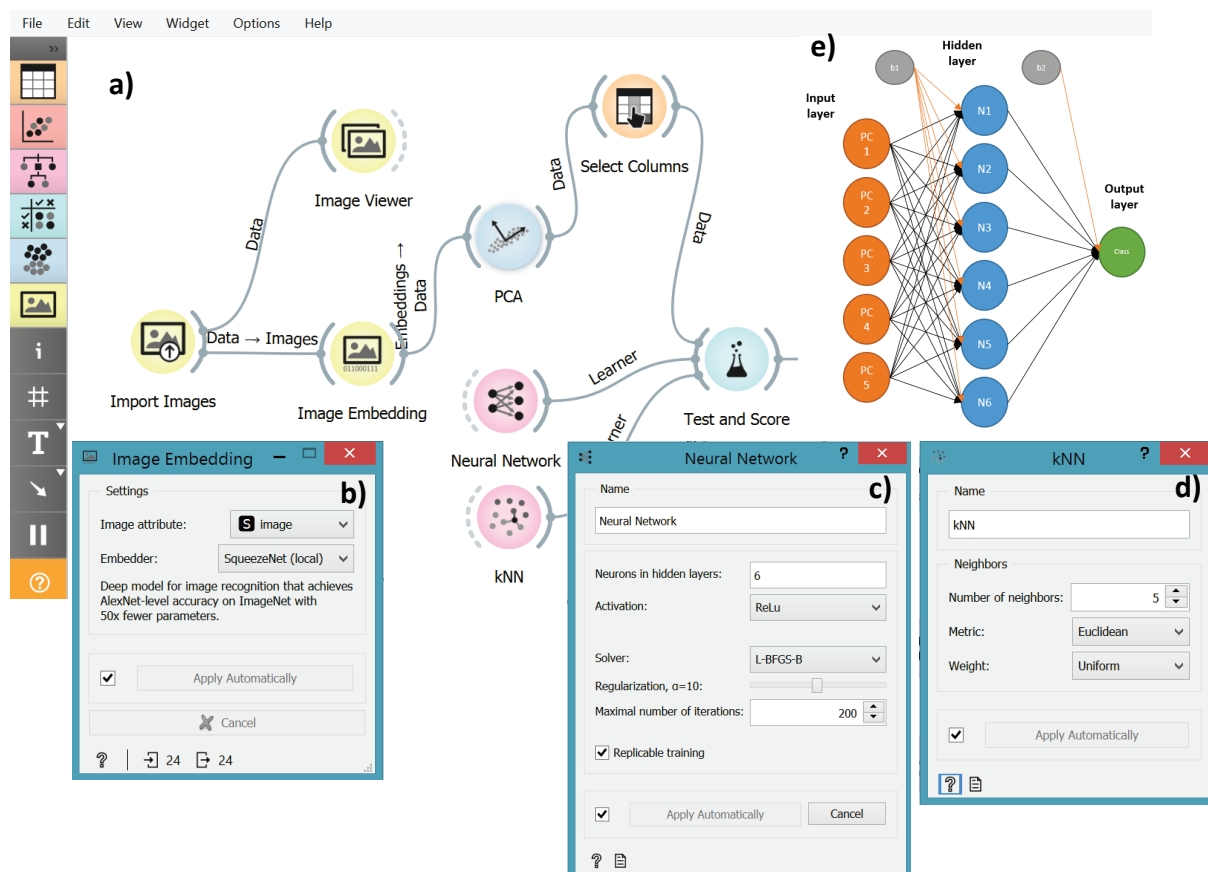 File Edit View Widget Options Help
a)
Data
Image Viewer
Data → Images
Import Images
Image Embedding
Embeddings →
Data
PCA
Data
Select Columns
Data
Learner
Test and Score
Neural Network
kNN
e)
Hidden
layer
b1
b2
Input
layer
PC
1
PC
2
PC
3
PC
4
PC
5
N1
N2
N3
N4
N5
N6
Output
layer
Class
i
#
T
?
Image Embedding
b)
Settings
Image attribute: S image
Embedder: SqueezeNet (local)
Deep model for image recognition that achieves
AlexNet-level accuracy on ImageNet with
50x fewer parameters.
Apply Automatically
Cancel
? 24 24
011000111
Neural Network ?
c)
Name
Neural Network
Neurons in hidden layers: 6
Activation: ReLu
Solver: L-BFGS-B
Regularization, α=10:
Maximal number of iterations: 200
Replicable training
Apply Automatically Cancel
?
kNN ?
d)
Name
kNN
Neighbors
Number of neighbors: 5
Metric: Euclidean
Weight: Uniform
Apply Automatically
?